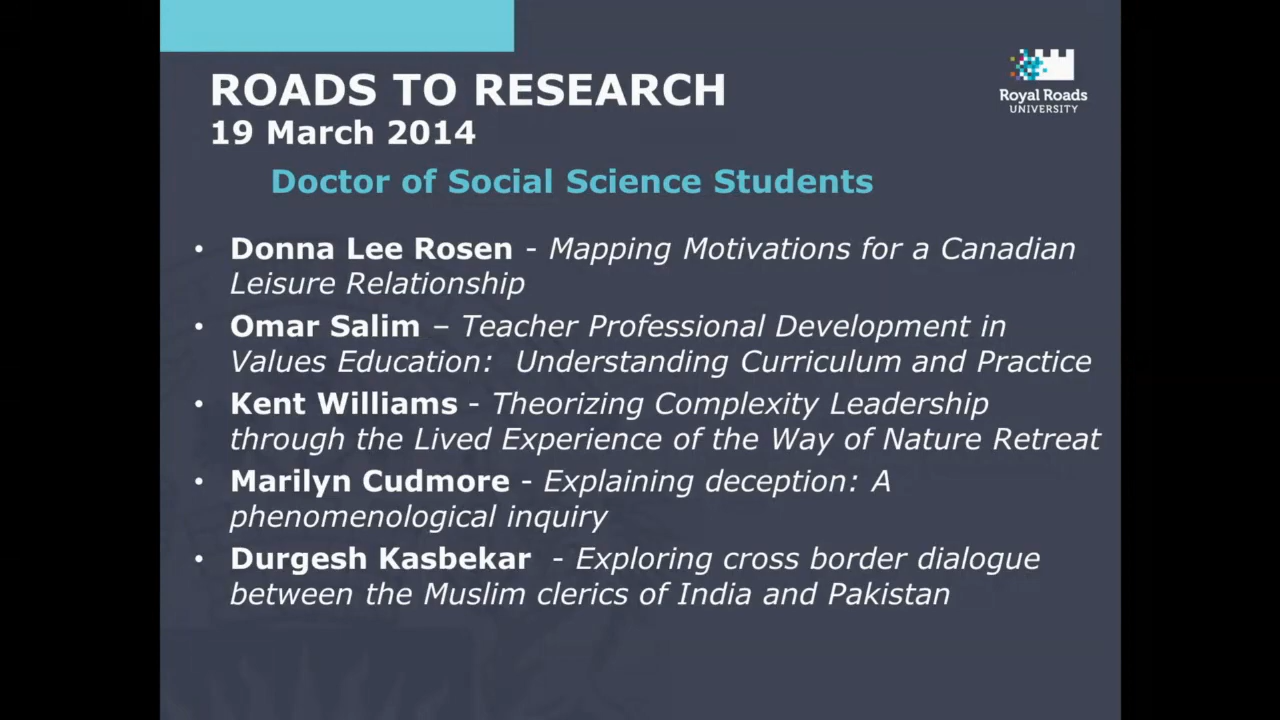 ROADS TO RESEARCH
19 March 2014
Royal Roads
UNIVERSITY
Doctor of Social Science Students
• Donna Lee Rosen - Mapping Motivations for a Canadian
Leisure Relationship
• Omar Salim – Teacher Professional Development in
Values Education:  Understanding Curriculum and Practice
• Kent Williams - Theorizing Complexity Leadership
through the Lived Experience of the Way of Nature Retreat
• Marilyn Cudmore - Explaining deception: A
phenomenological inquiry
• Durgesh Kasbekar  - Exploring cross border dialogue
between the Muslim clerics of India and Pakistan